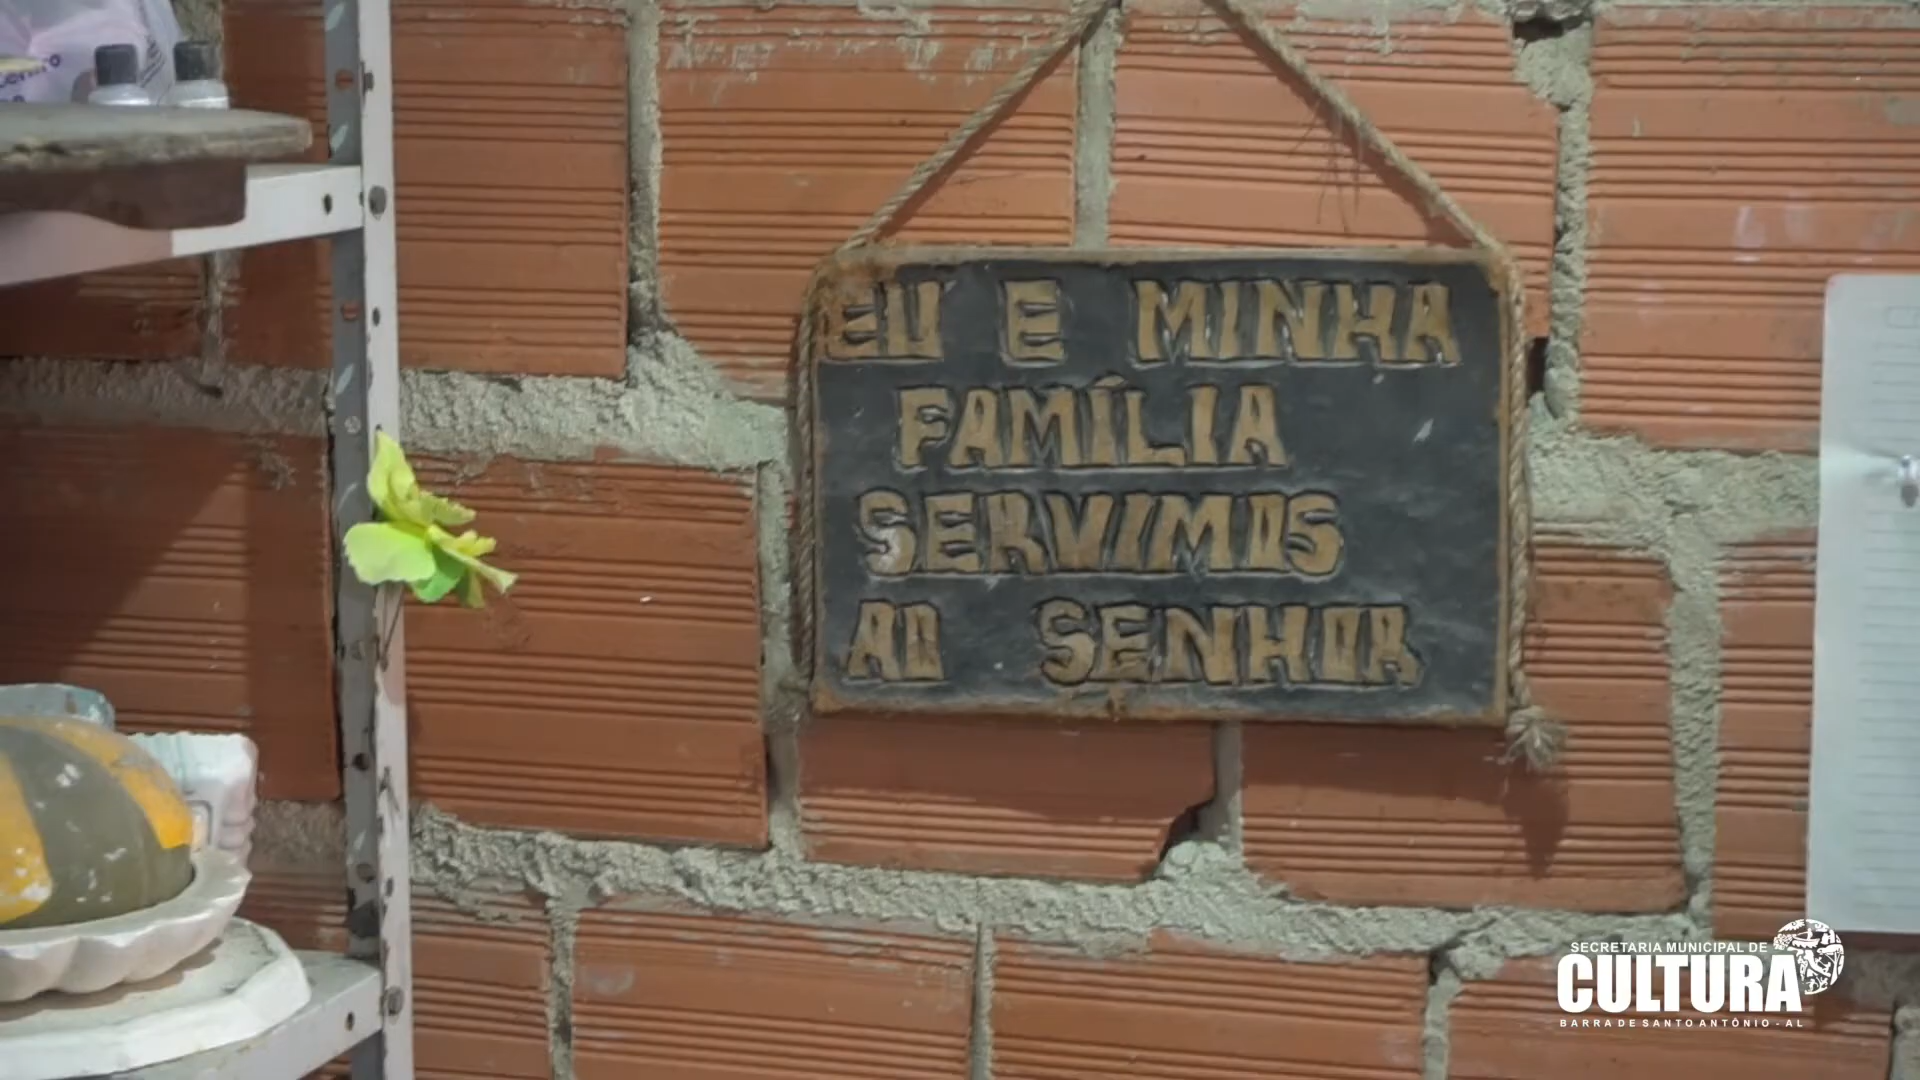 EU E MINHA
FAMÍLIA
SERVIMOS
AO SENHOR
SECRETARIA MUNICIPAL DE
CULTURA
BARRA DE SANTO ANTÔNIO - AL